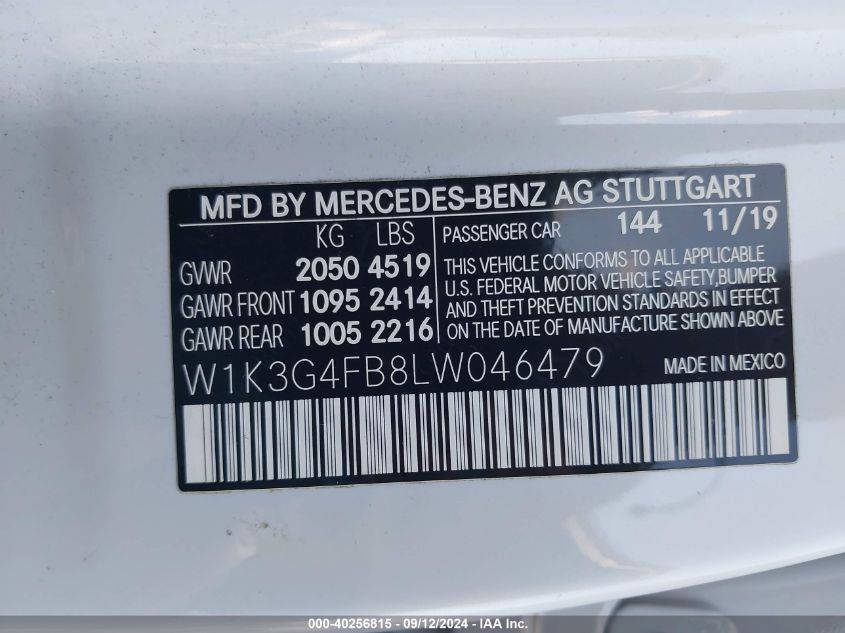 MFD BY MERCEDES-BENZ AG STUTTGART
KG LBS
GVWR 2050 4519
GAWR FRONT 1095 2414
GAWR REAR 1005 2216
PASSENGER CAR 144 11/19
THIS VEHICLE CONFORMS TO ALL APPLICABLE
U.S. FEDERAL MOTOR VEHICLE SAFETY,BUMPER
AND THEFT PREVENTION STANDARDS IN EFFECT
ON THE DATE OF MANUFACTURE SHOWN ABOVE
W1K3G4FB8LW046479 MADE IN MEXICO
000-40256815 - 09/12/2024 - IAA Inc.